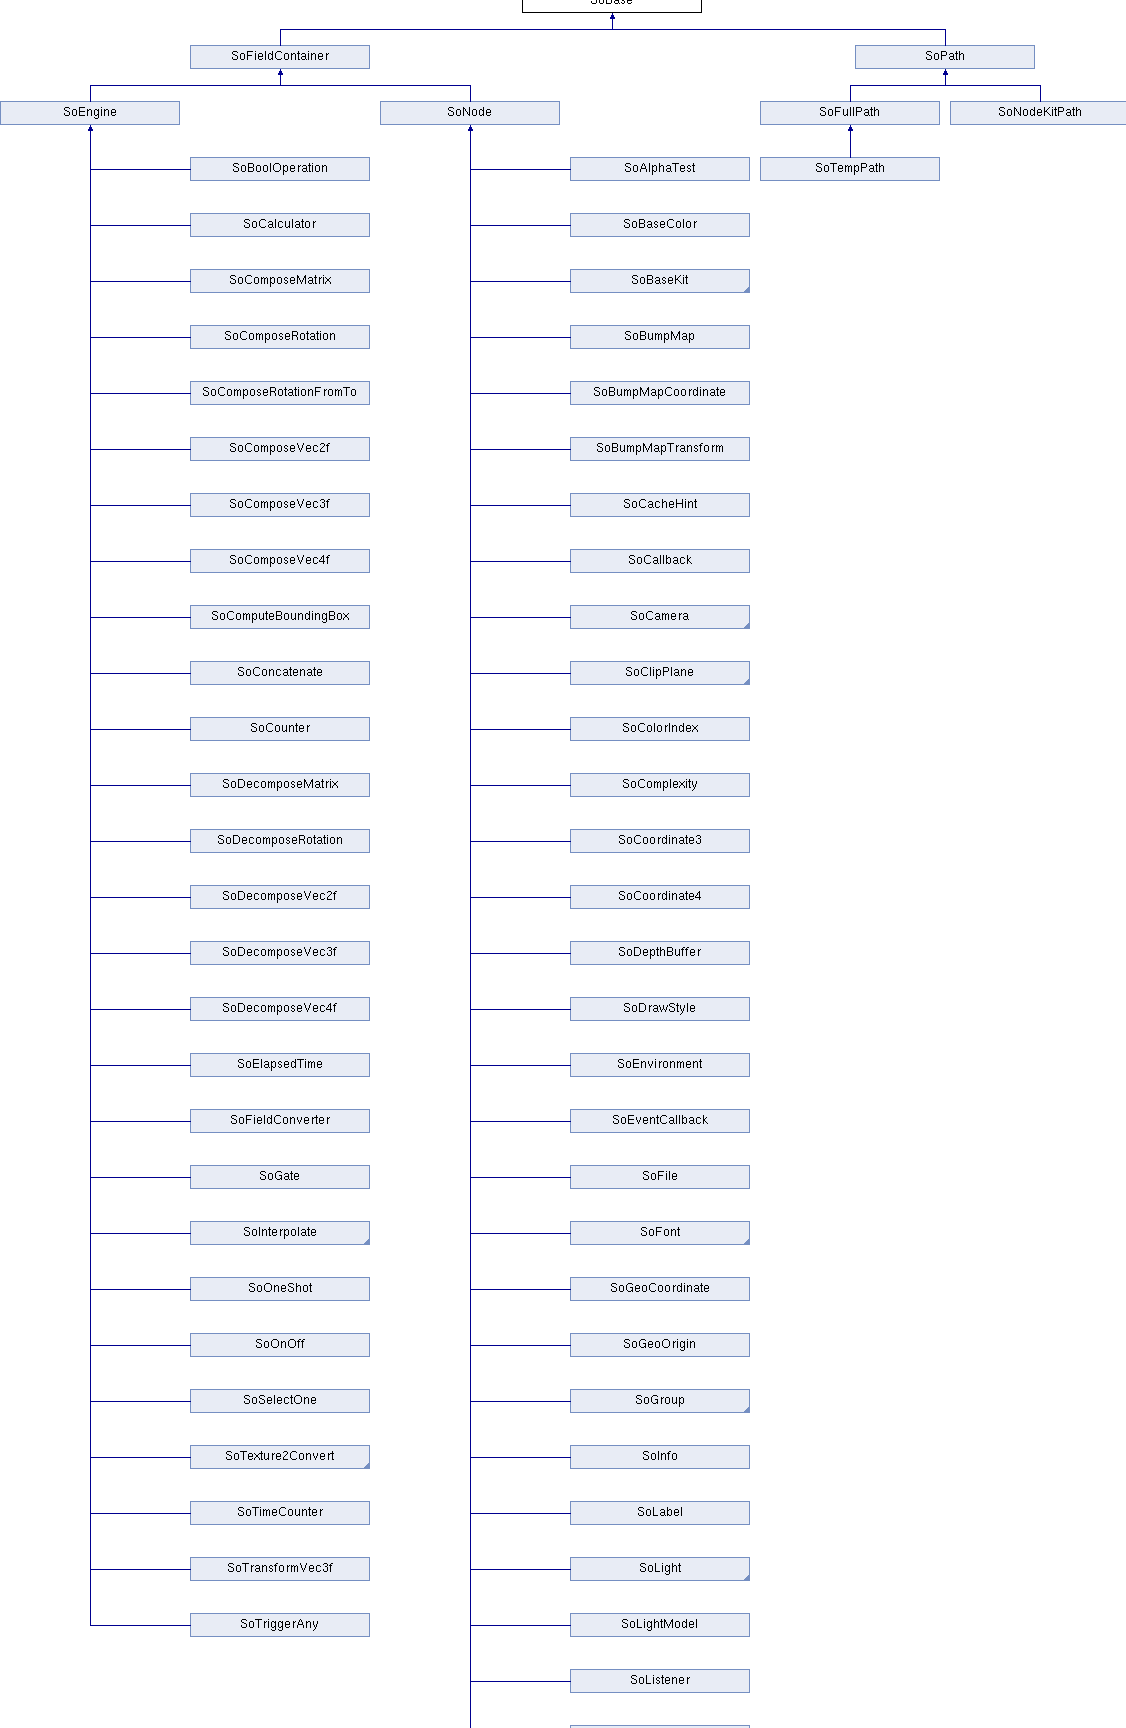 SoBase
SoFieldContainer
SoPath
SoEngine
SoNode
SoFullPath
SoNodeKitPath
SoBoolOperation
SoAlphaTest
SoTempPath
SoCalculator
SoBaseColor
SoComposeMatrix
SoBaseKit
SoComposeRotation
SoBumpMap
SoComposeRotationFromTo
SoBumpMapCoordinate
SoComposeVec2f
SoBumpMapTransform
SoComposeVec3f
SoCacheHint
SoComposeVec4f
SoCallback
SoComputeBoundingBox
SoCamera
SoConcatenate
SoClipPlane
SoCounter
SoColorIndex
SoDecomposeMatrix
SoComplexity
SoDecomposeRotation
SoCoordinate3
SoDecomposeVec2f
SoCoordinate4
SoDecomposeVec3f
SoDepthBuffer
SoDecomposeVec4f
SoDrawStyle
SoElapsedTime
SoEnvironment
SoFieldConverter
SoEventCallback
SoGate
SoFile
SoInterpolate
SoFont
SoOneShot
SoGeoCoordinate
SoOnOff
SoGeoOrigin
SoSelectOne
SoGroup
SoTexture2Convert
SoInfo
SoTimeCounter
SoLabel
SoTransformVec3f
SoLight
SoTriggerAny
SoLightModel
SoListener